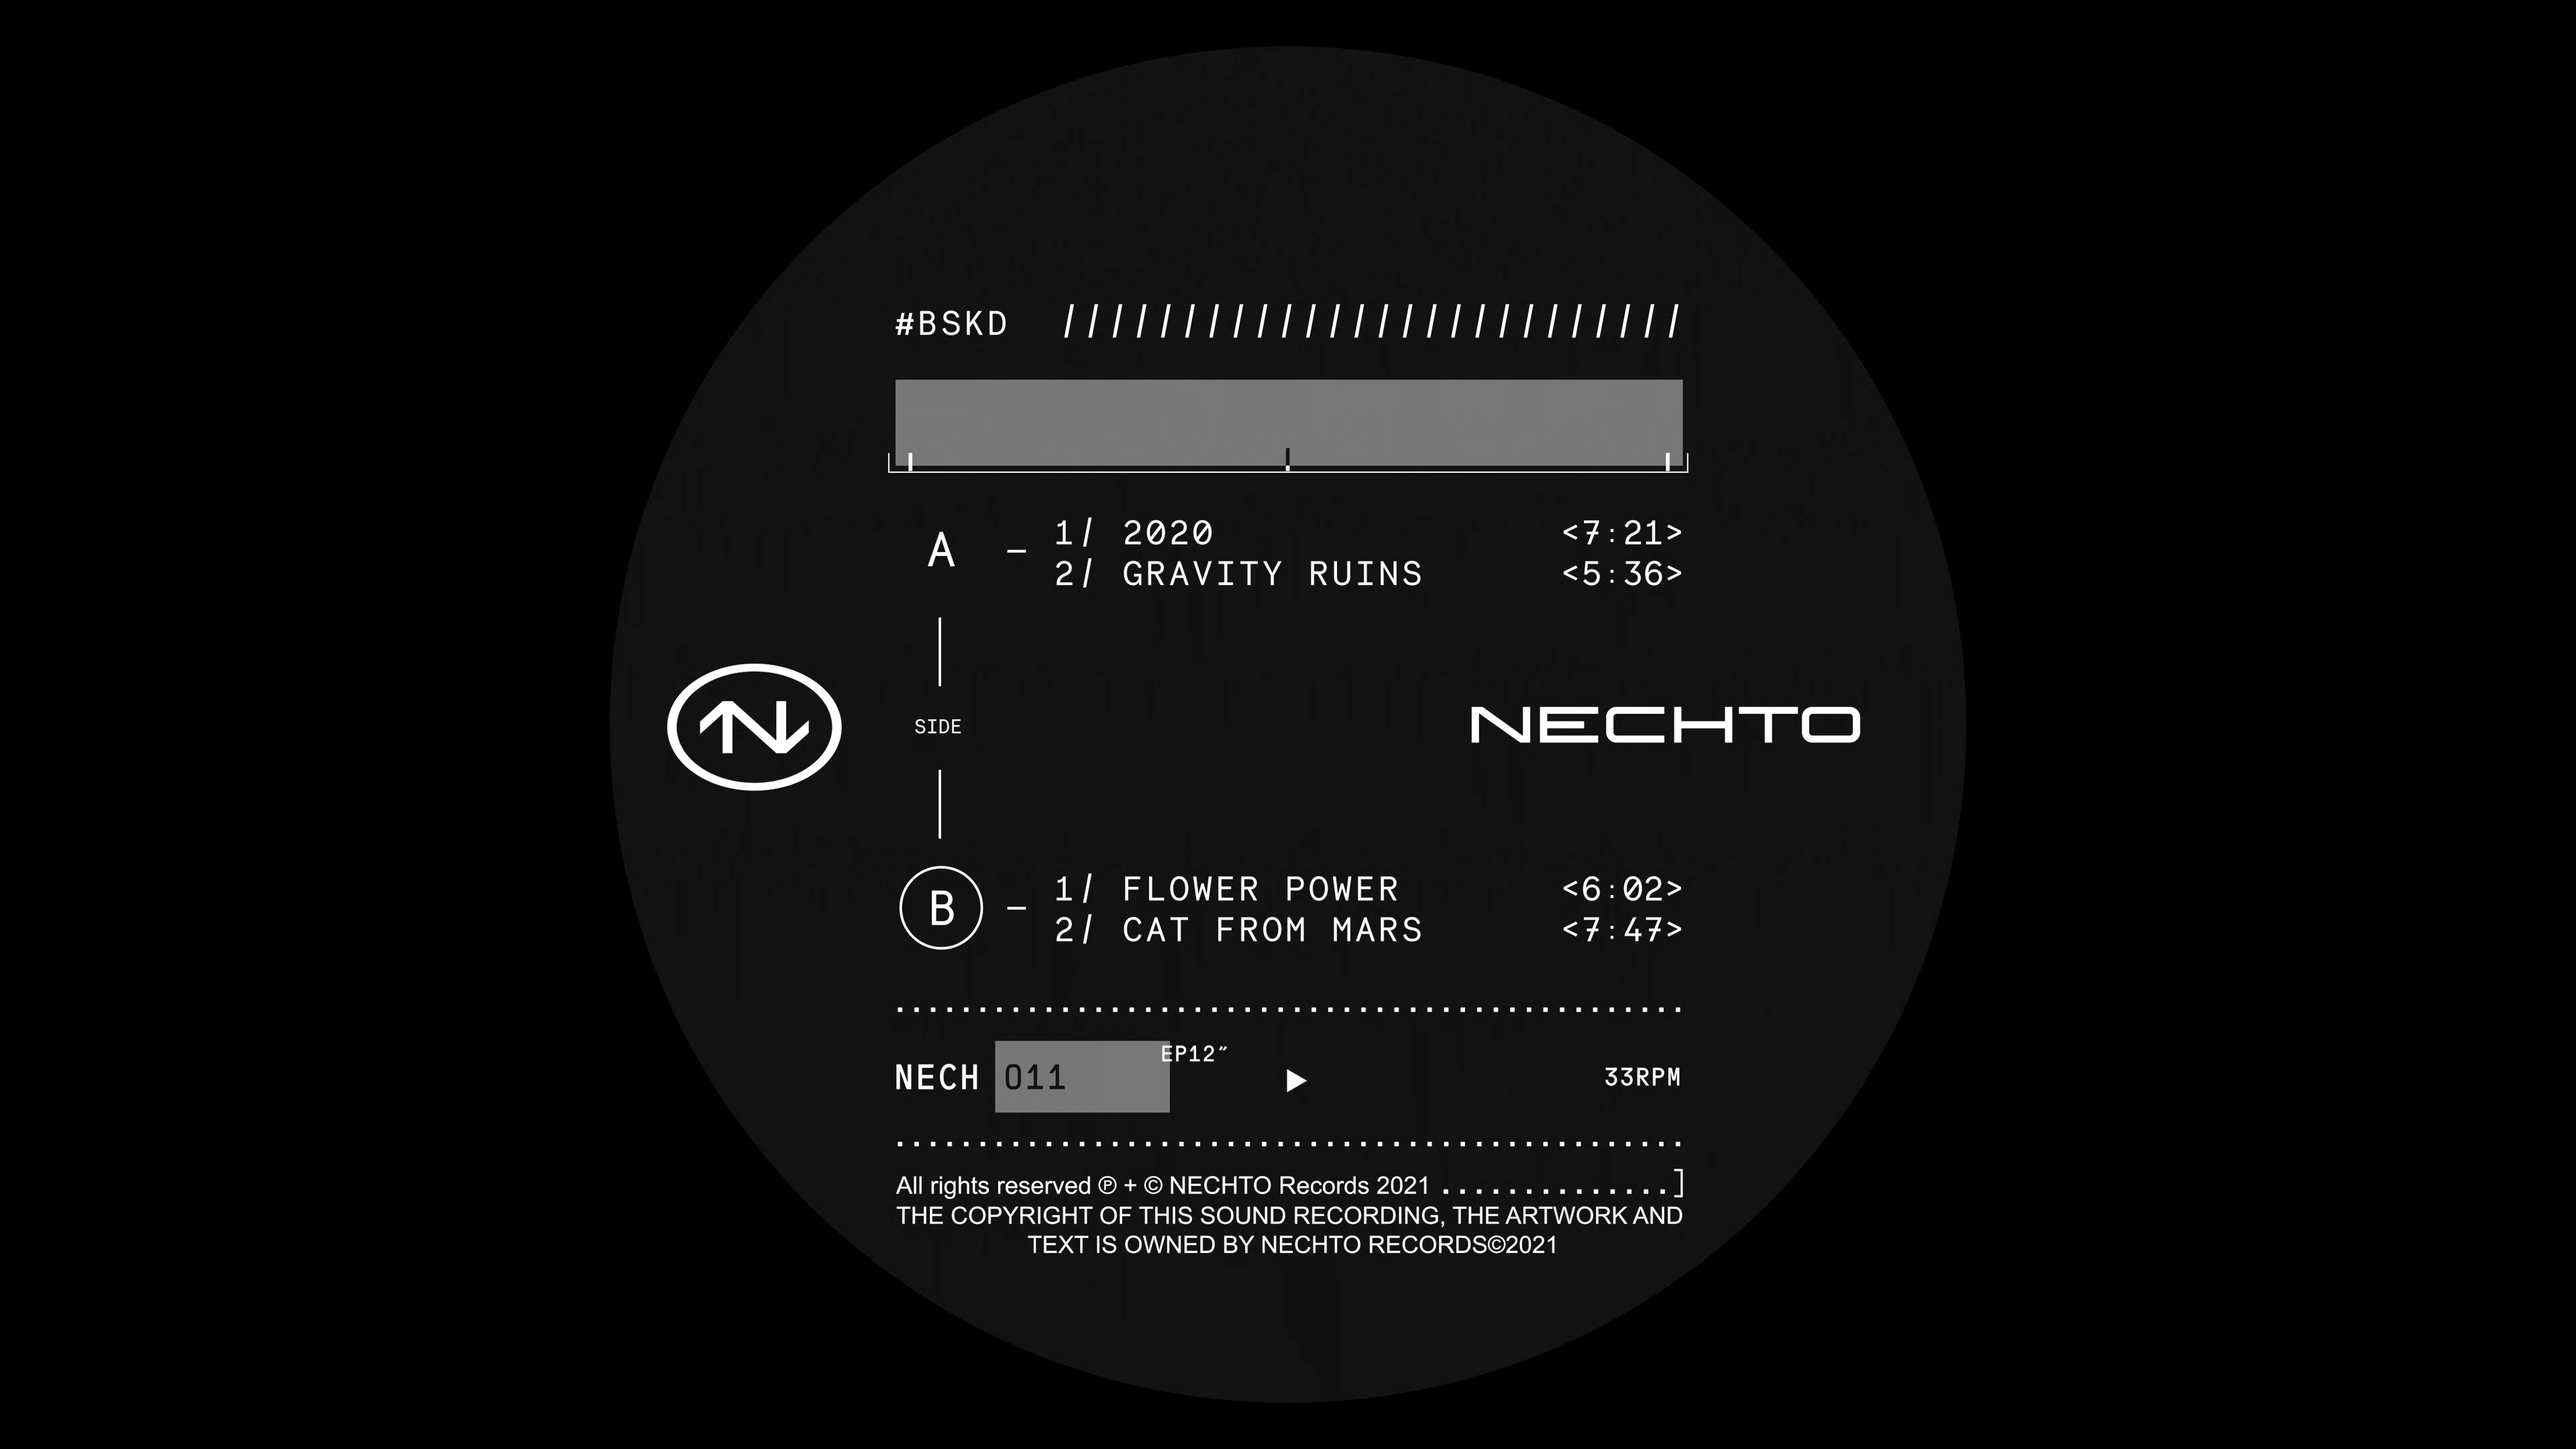 #BSKD / / / / / / / / / / / / / / / / / / / / / / / / / /
A – 1/ 2020 <7:21>
2/ GRAVITY RUINS <5:36>
N SIDE NECHTO
B – 1/ FLOWER POWER <6:02>
2/ CAT FROM MARS <7:47>
NECH 011 EP12˝ ▶ 33RPM
All rights reserved ℗ + © NECHTO Records 2021 ..............]
THE COPYRIGHT OF THIS SOUND RECORDING, THE ARTWORK AND
TEXT IS OWNED BY NECHTO RECORDS©2021